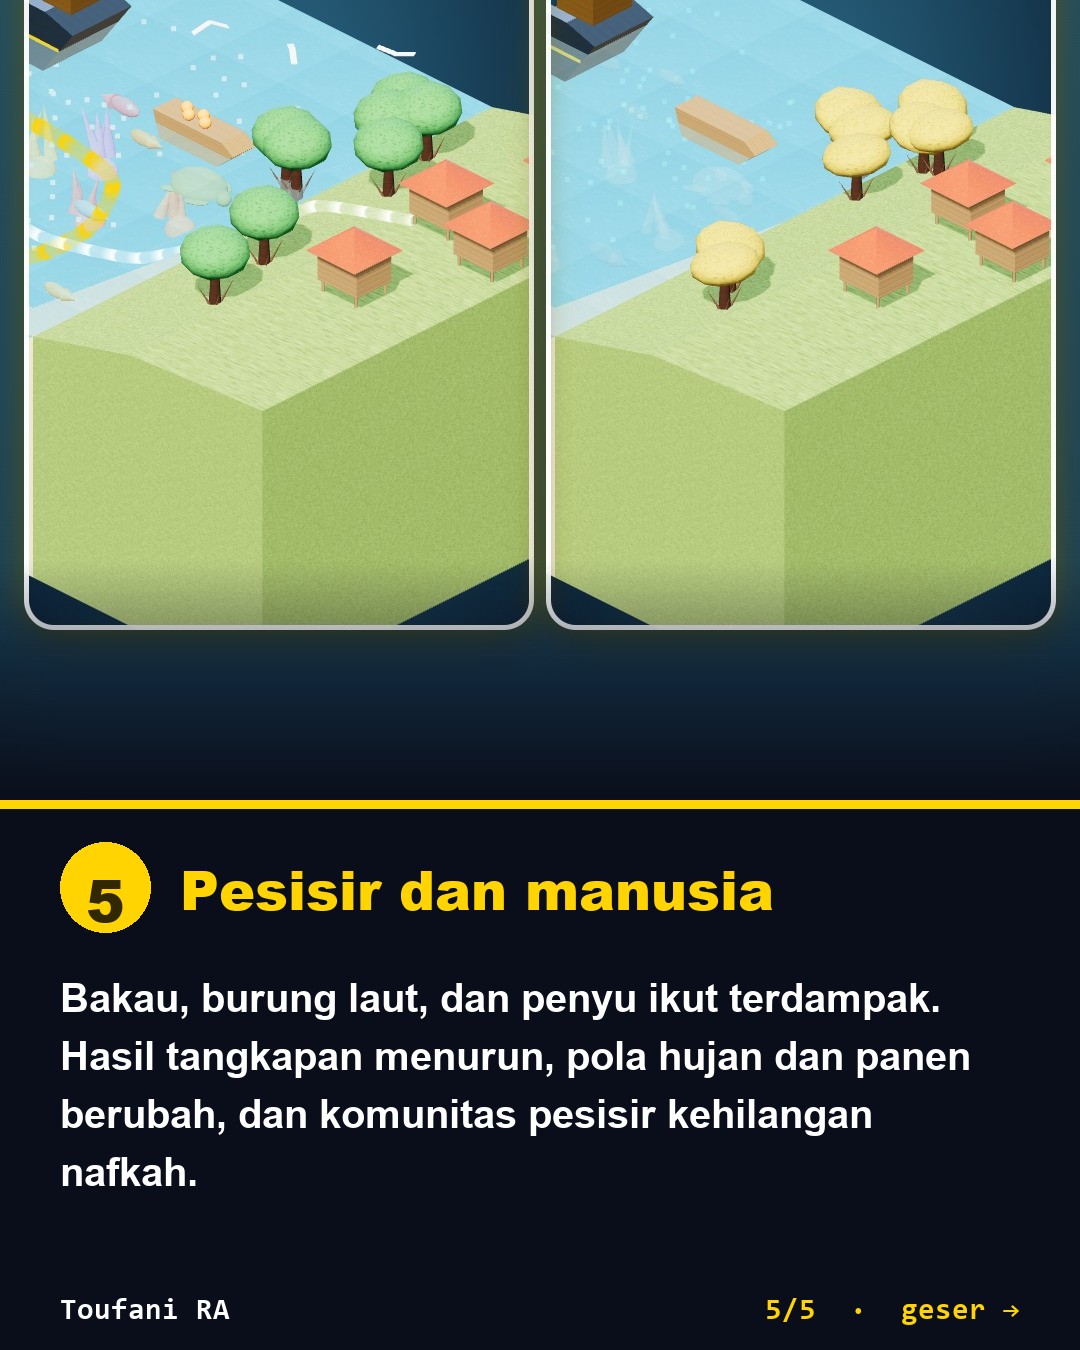 5 Pesisir dan manusia
Bakau, burung laut, dan penyu ikut terdampak.
Hasil tangkapan menurun, pola hujan dan panen
berubah, dan komunitas pesisir kehilangan
nafkah.
Toufani RA 5/5 · geser →